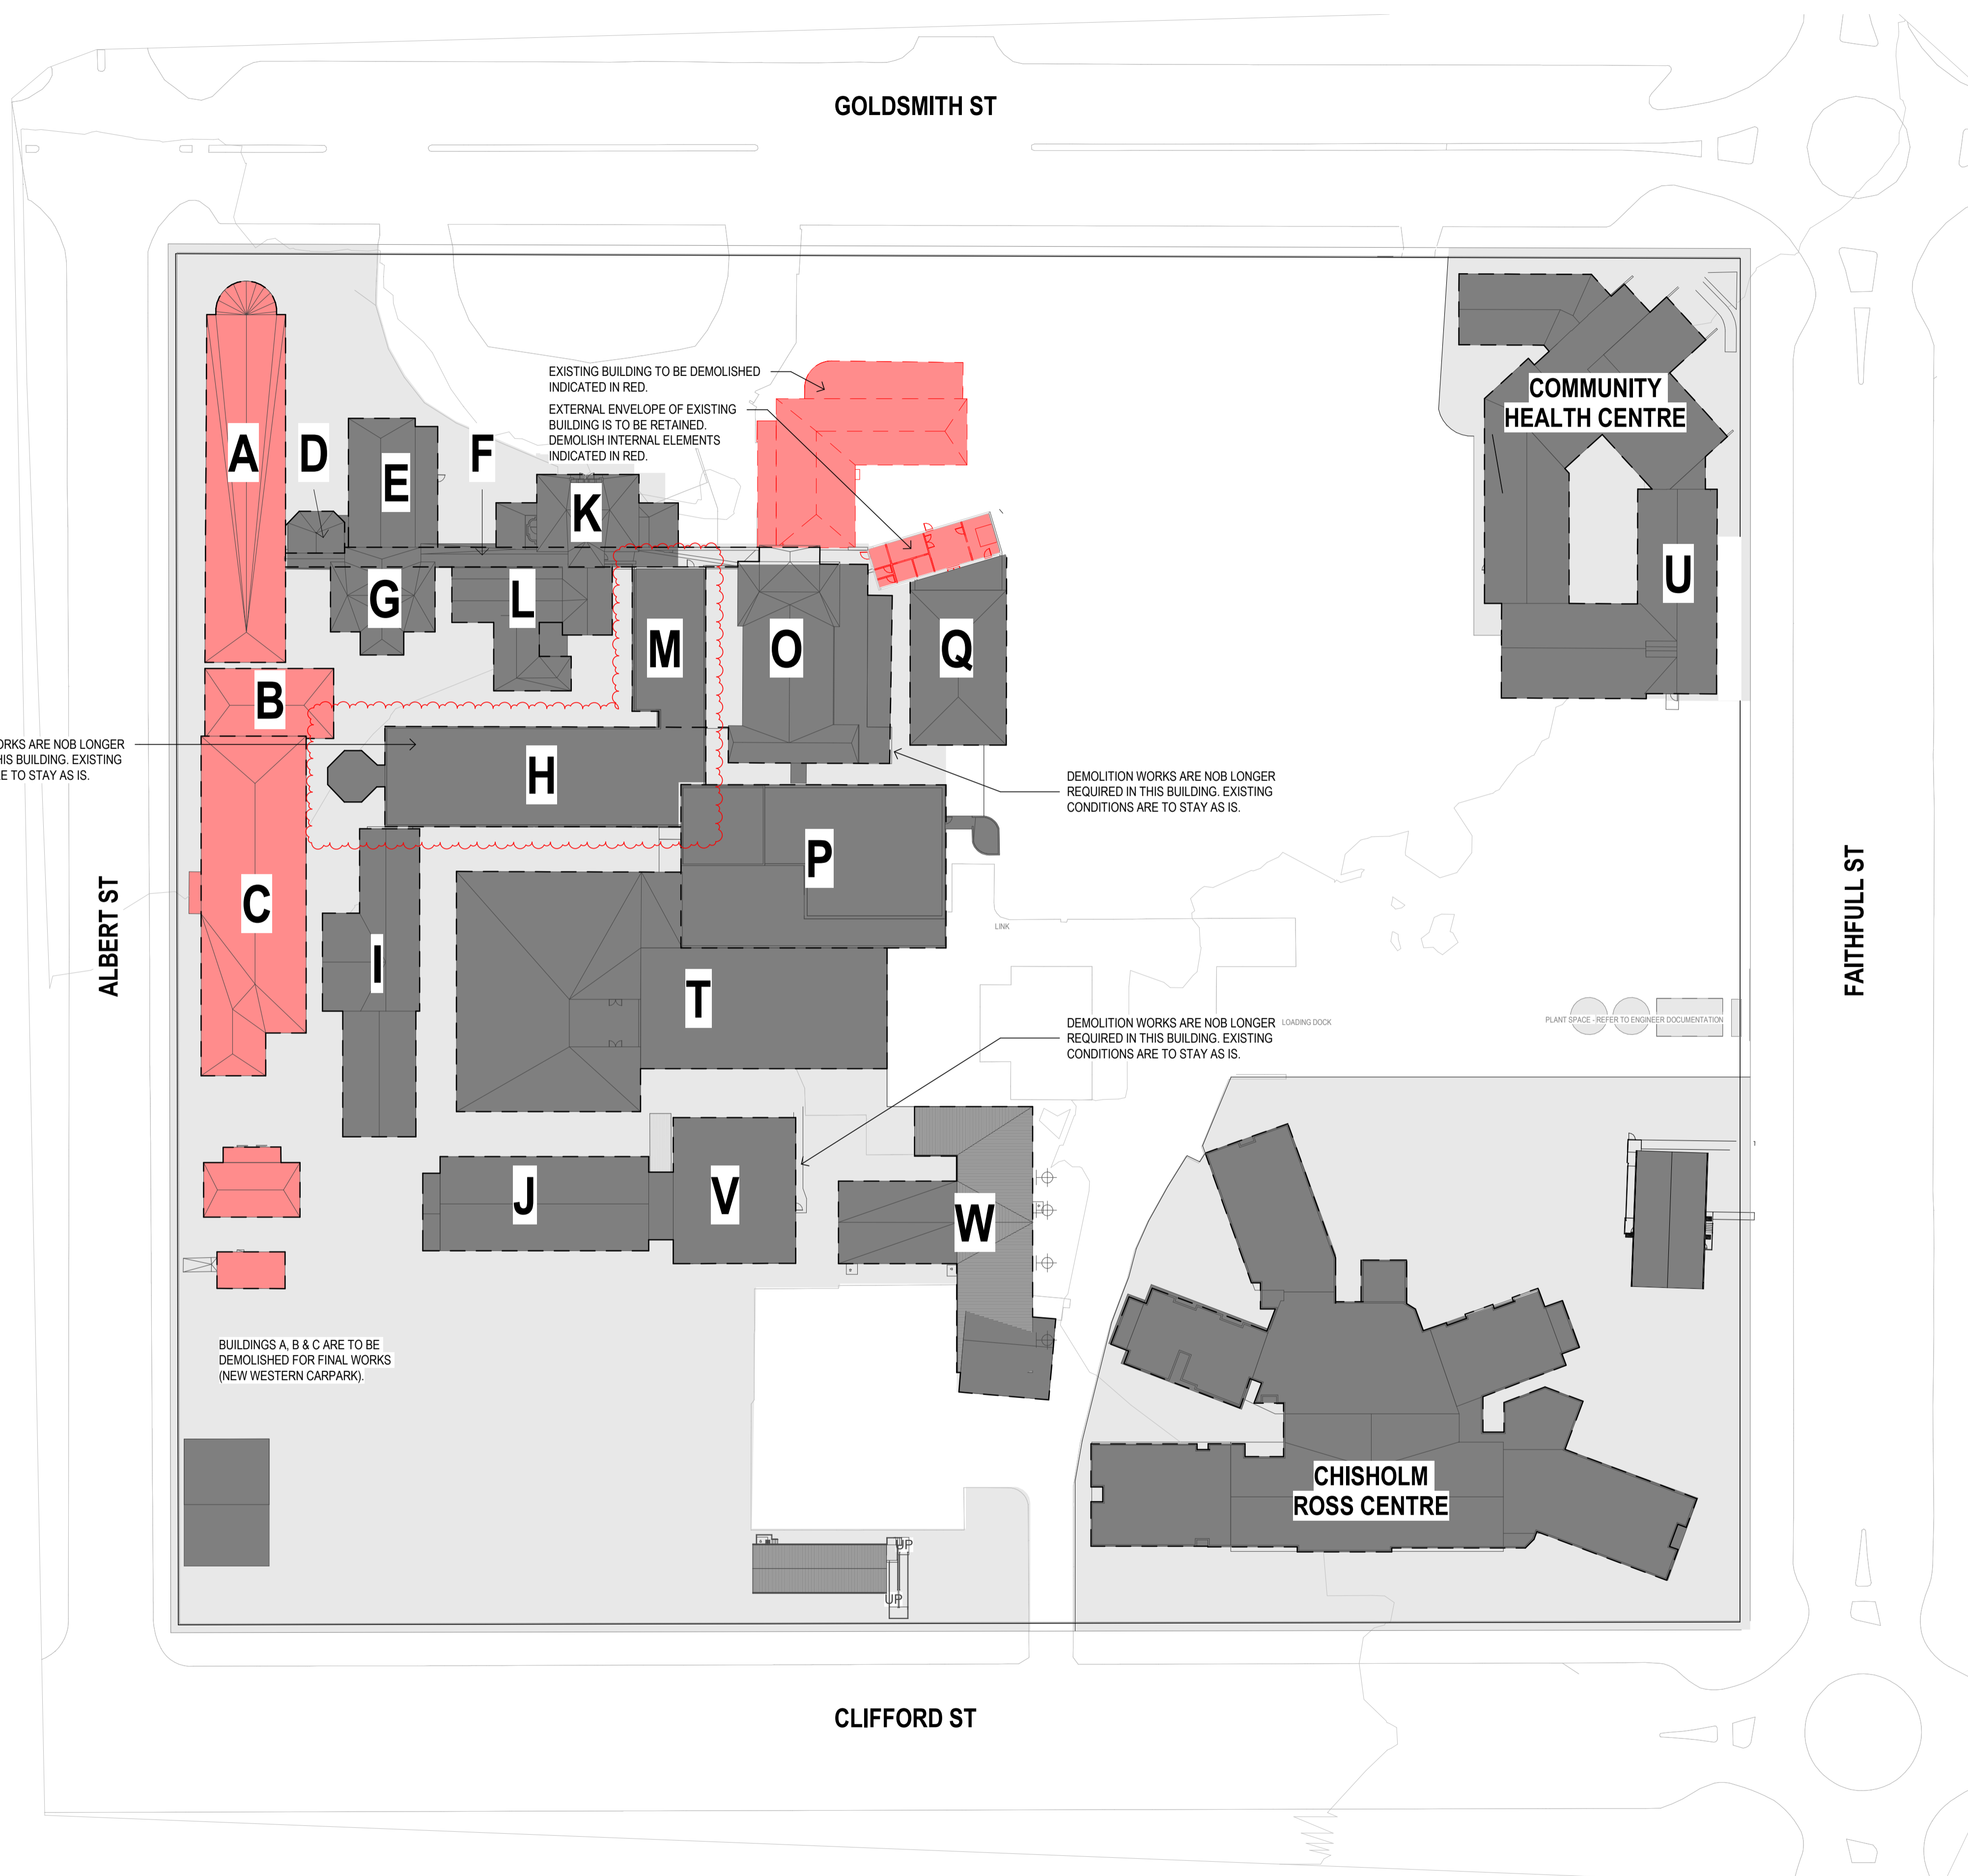 GOLDSMITH ST
EXISTING BUILDING TO BE DEMOLISHED
INDICATED IN RED.
EXTERNAL ENVELOPE OF EXISTING
BUILDING IS TO BE RETAINED.
DEMOLISH INTERNAL ELEMENTS
INDICATED IN RED.
COMMUNITY
HEALTH CENTRE
A
D
E
F
K
G
L
M
O
Q
U
B
ORKS ARE NOB LONGER
HIS BUILDING. EXISTING
E TO STAY AS IS.
H
DEMOLITION WORKS ARE NOB LONGER
REQUIRED IN THIS BUILDING. EXISTING
CONDITIONS ARE TO STAY AS IS.
P
ALBERT ST
C
I
LINK
FAITHFULL ST
T
DEMOLITION WORKS ARE NOB LONGER
REQUIRED IN THIS BUILDING. EXISTING
CONDITIONS ARE TO STAY AS IS.
LOADING DOCK
PLANT SPACE - REFER TO ENGINEER DOCUMENTATION
J
V
W
1
BUILDINGS A, B & C ARE TO BE
DEMOLISHED FOR FINAL WORKS
(NEW WESTERN CARPARK).
CHISHOLM
ROSS CENTRE
UP
UP
CLIFFORD ST